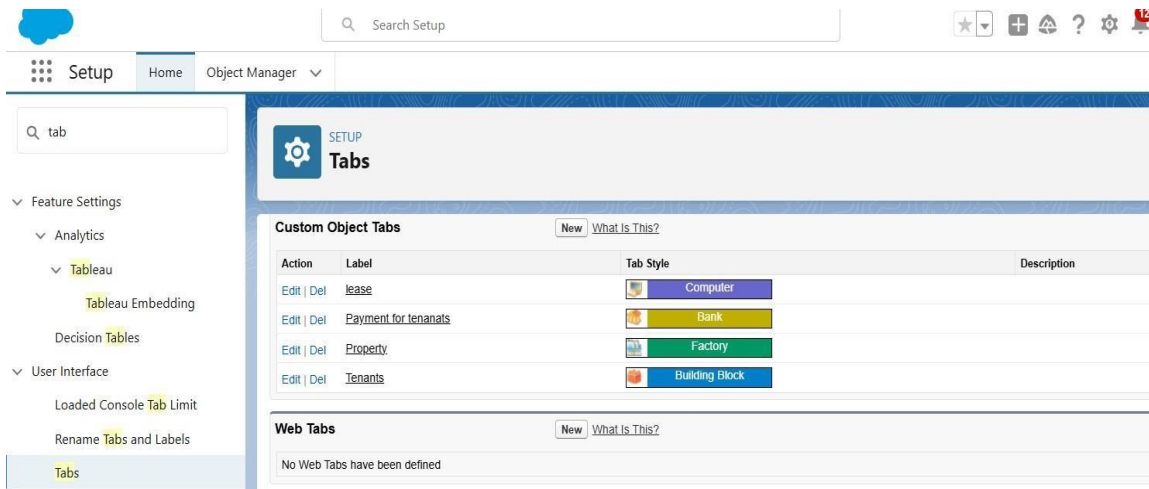 Search Setup
12
Setup Home Object Manager
tab
SETUP
Tabs
Feature Settings
Analytics
Tableau
Tableau Embedding
Decision Tables
User Interface
Loaded Console Tab Limit
Rename Tabs and Labels
Tabs
Custom Object Tabs New What Is This?
Action Label Tab Style Description
Edit | Del lease Computer
Edit | Del Payment for tenanats Bank
Edit | Del Property Factory
Edit | Del Tenants Building Block
Web Tabs New What Is This?
No Web Tabs have been defined